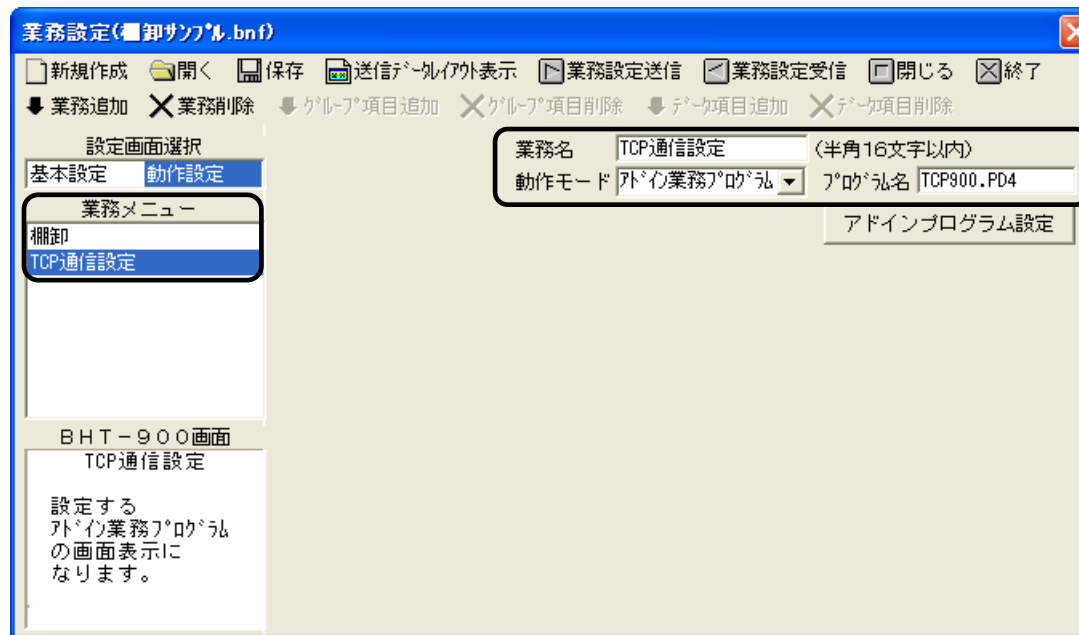 業務設定(棚卸ｻﾝﾌﾟﾙ.bnf)
新規作成 開く 保存 送信ﾃﾞｰﾀﾚｲｱｳﾄ表示 業務設定送信 業務設定受信 閉じる 終了
業務追加 業務削除 ｸﾞﾙｰﾌﾟ項目追加 ｸﾞﾙｰﾌﾟ項目削除 ﾃﾞｰﾀ項目追加 ﾃﾞｰﾀ項目削除
設定画面選択
基本設定 動作設定
業務メニュー
棚卸
TCP通信設定
業務名 TCP通信設定 (半角16文字以内)
動作モード ｱﾄﾞｲﾝ業務ﾌﾟﾛｸﾞﾗﾑ ﾌﾟﾛｸﾞﾗﾑ名 TCP900.PD4
アドインプログラム設定
ＢＨＴ－９００画面
TCP通信設定
設定する
ｱﾄﾞｲﾝ業務ﾌﾟﾛｸﾞﾗﾑ
の画面表示に
なります。